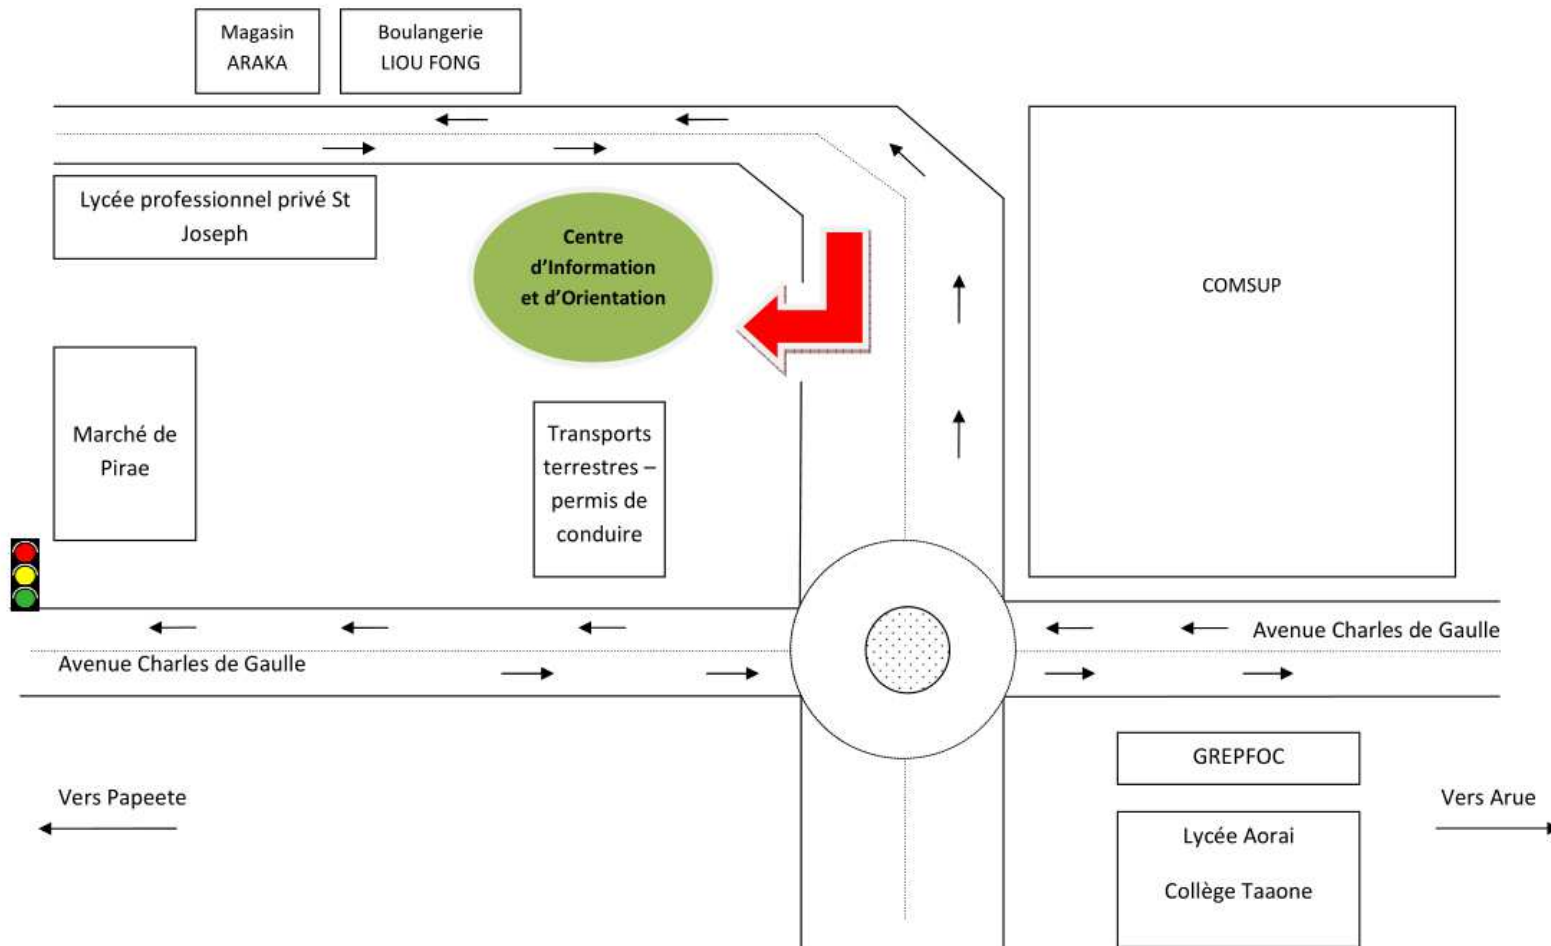 Magasin
ARAKA
Boulangerie
LIOU FONG
Lycée professionnel privé St
Joseph
Centre
d’Information
et d’Orientation
COMSUP
Marché de
Pirae
Transports
terrestres –
permis de
conduire
Avenue Charles de Gaulle
Avenue Charles de Gaulle
GREPFOC
Vers Papeete
Vers Arue
Lycée Aorai
Collège Taaone